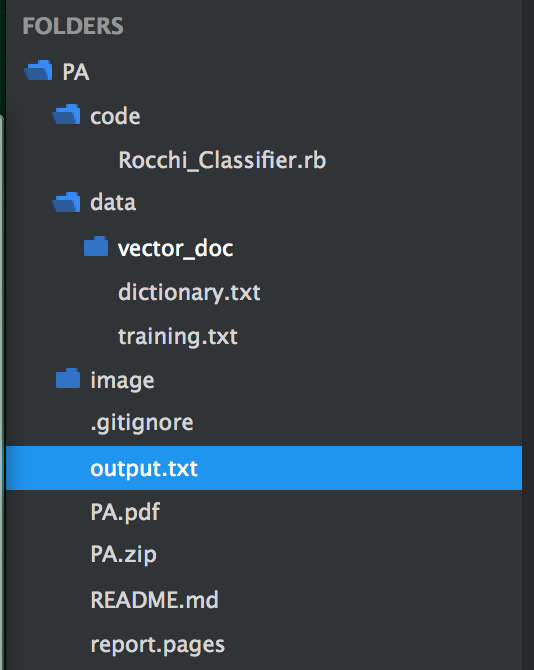 FOLDERS
PA
code
Rocchi_Classifier.rb
data
vector_doc
dictionary.txt
training.txt
image
.gitignore
output.txt
PA.pdf
PA.zip
README.md
report.pages